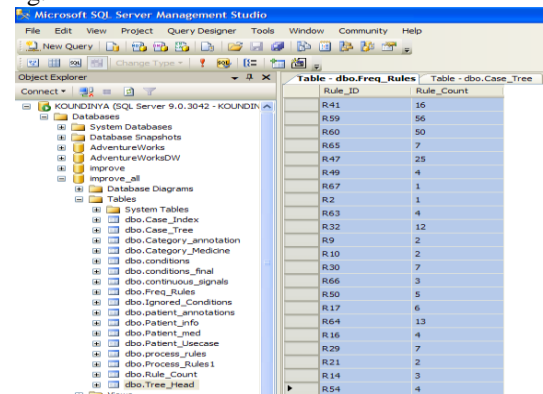 Microsoft SQL Server Management Studio
File Edit View Project Query Designer Tools Window Community Help
New Query
Change Type
Object Explorer
Table - dbo.Freq_Rules Table - dbo.Case_Tree
Connect
Rule_ID Rule_Count
KOUNDINYA (SQL Server 9.0.3042 - KOUNDIN
Databases
System Databases
Database Snapshots
AdventureWorks
AdventureWorksDW
improve
improve_all
Database Diagrams
Tables
System Tables
dbo.Case_Index
dbo.Case_Tree
dbo.Category_annotation
dbo.Category_Medicine
dbo.conditions
dbo.conditions_final
dbo.continuous_signals
dbo.Freq_Rules
dbo.Ignored_Conditions
dbo.patient_annotations
dbo.Patient_info
dbo.Patient_med
dbo.Patient_Usecase
dbo.process_rules
dbo.Process_Rules1
dbo.Rule_Count
dbo.Tree_Head
Views
R41 16
R59 56
R60 50
R65 7
R47 25
R49 4
R67 1
R2 1
R63 4
R32 12
R9 2
R10 2
R30 7
R66 3
R50 5
R17 6
R64 13
R16 4
R29 7
R21 2
R14 3
R54 4